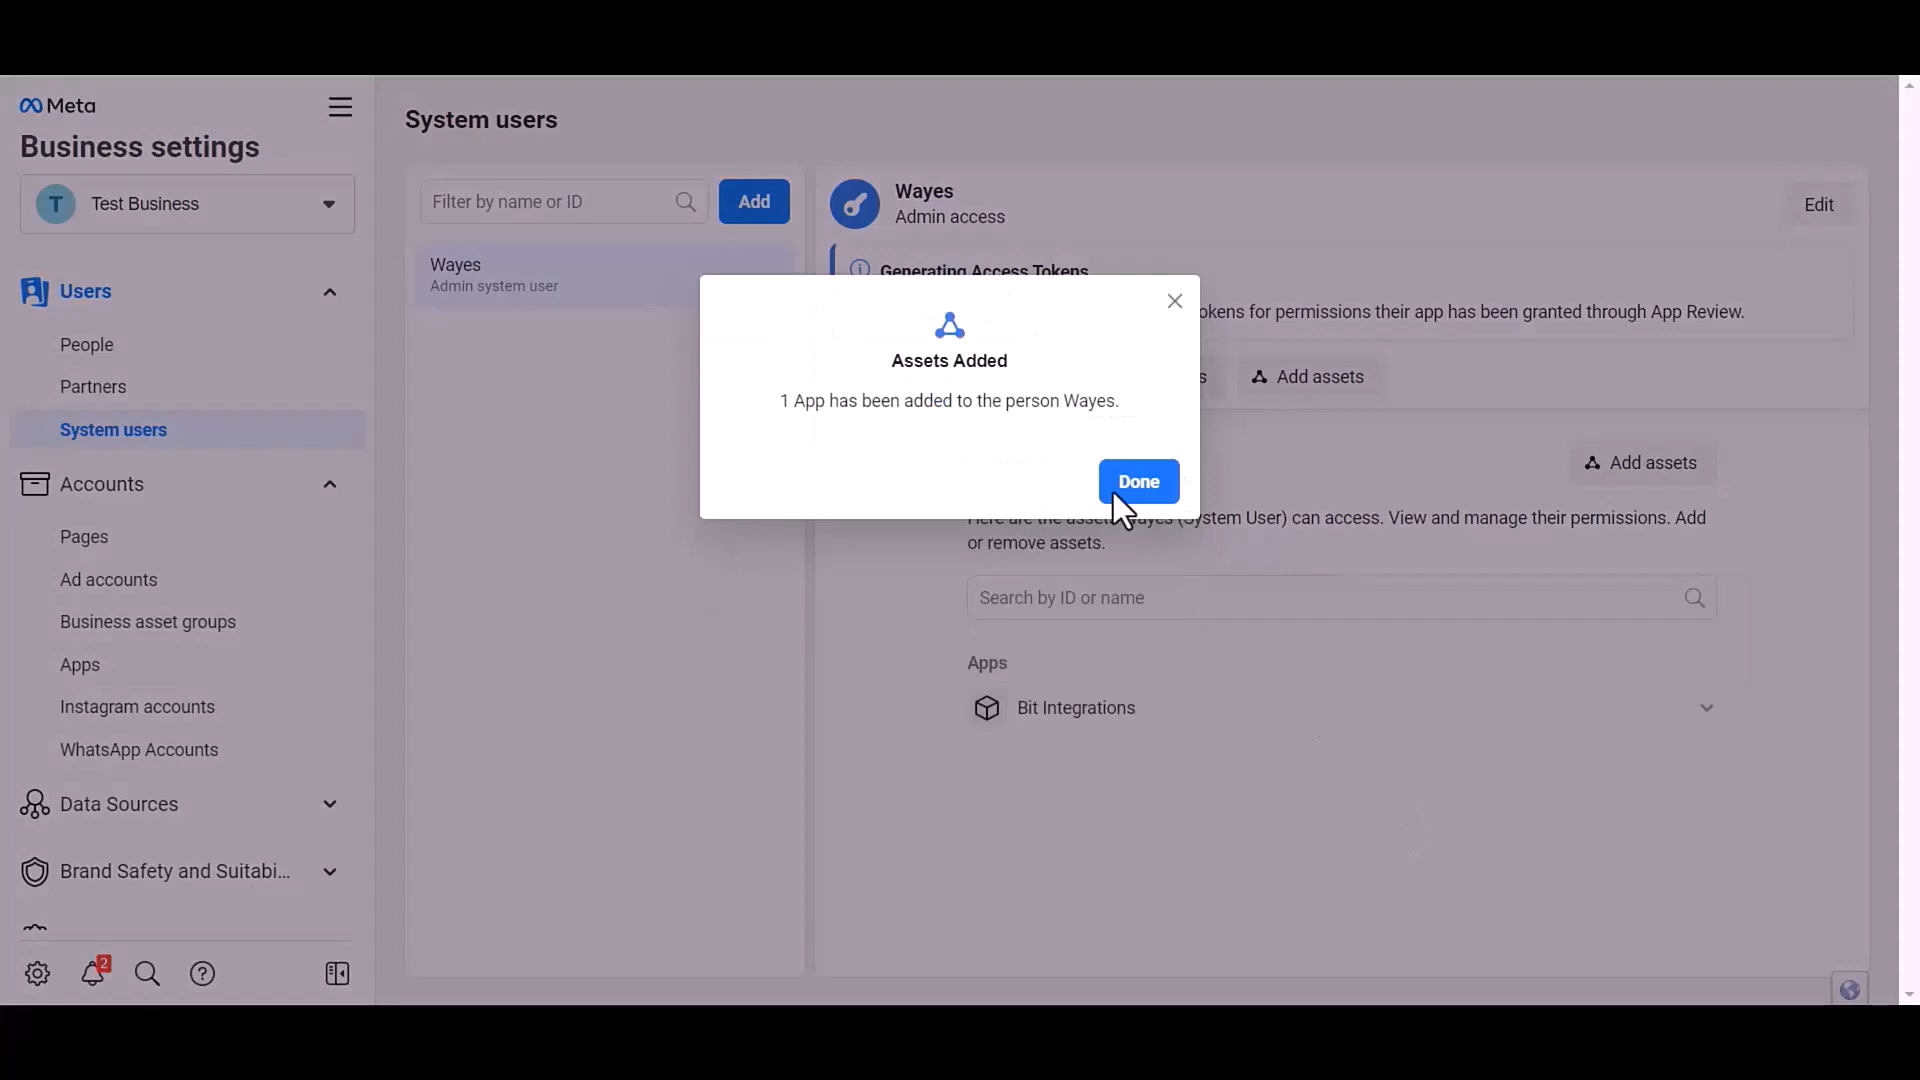 Meta
Business settings
T
Test Business
Users
People
Partners
System users
Accounts
Pages
Ad accounts
Business asset groups
Apps
Instagram accounts
WhatsApp Accounts
Data Sources
Brand Safety and Suitabi...
2
System users
Filter by name or ID
Add
Wayes
Admin system user
Wayes
Admin access
Edit
Generating Access Tokens
okens for permissions their app has been granted through App Review.
s
Add assets
Assets Added
1 App has been added to the person Wayes.
Done
Add assets
Here are the assets Wayes (System User) can access. View and manage their permissions. Add
or remove assets.
Search by ID or name
Apps
Bit Integrations